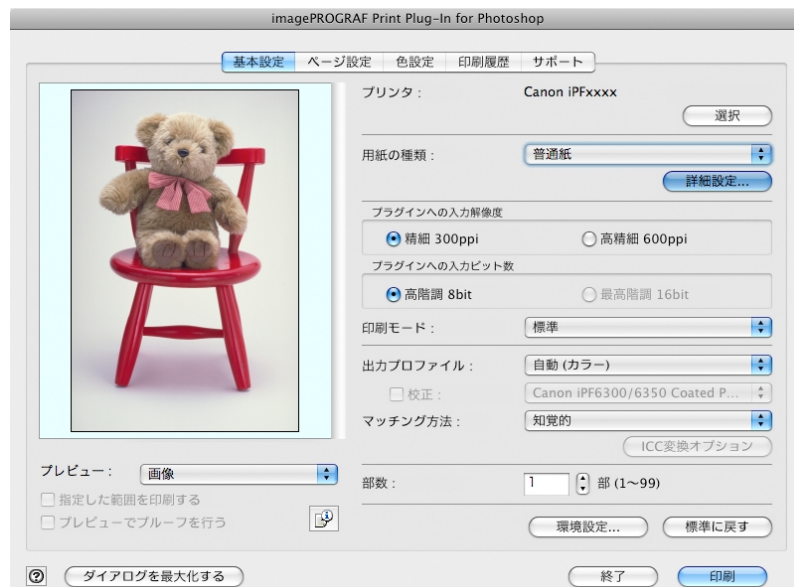 imagePROGRAF Print Plug-In for Photoshop
基本設定 ページ設定 色設定 印刷履歴 サポート
プリンタ： Canon iPFxxxx
選択
用紙の種類： 普通紙
詳細設定...
プラグインへの入力解像度
精細 300ppi 高精細 600ppi
プラグインへの入力ビット数
高階調 8bit 最高階調 16bit
印刷モード： 標準
出力プロファイル： 自動 (カラー)
校正： Canon iPF6300/6350 Coated P...
マッチング方法： 知覚的
ICC変換オプション
プレビュー： 画像
指定した範囲を印刷する
プレビューでプルーフを行う
部数： 1 部 (1〜99)
環境設定... 標準に戻す
? ダイアログを最大化する 終了 印刷